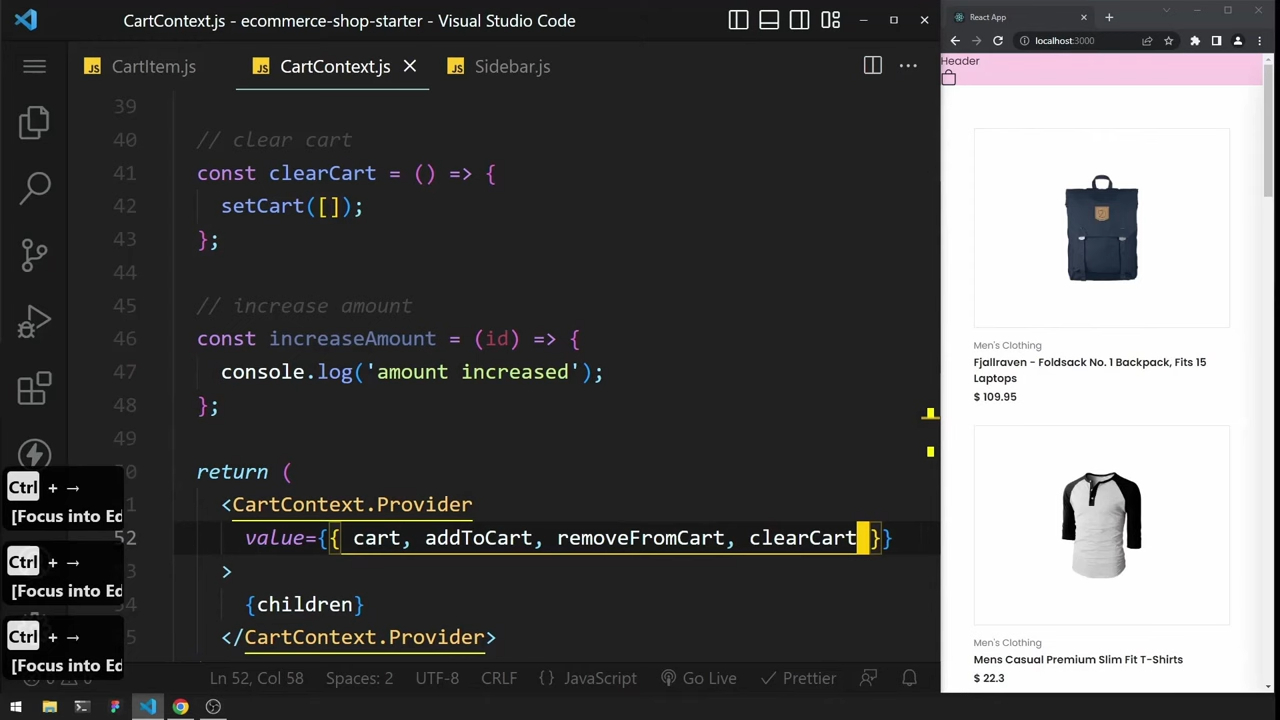 CartContext.js - ecommerce-shop-starter - Visual Studio Code
CartItem.js
CartContext.js
Sidebar.js
39
40 // clear cart
41 const clearCart = () => {
42 setCart([]);
43 };
44
45 // increase amount
46 const increaseAmount = (id) => {
47 console.log('amount increased');
48 };
49
50 return (
1 <CartContext.Provider
52 value={{ cart, addToCart, removeFromCart, clearCart }}
3 >
54 {children}
5 </CartContext.Provider>
Ctrl + →
[Focus into Ed
Ctrl + →
[Focus into Ed
Ctrl + →
[Focus into Ed
Ln 52, Col 58 Spaces: 2 UTF-8 CRLF {} JavaScript Go Live Prettier
React App
localhost:3000
Header
Men's Clothing
Fjallraven - Foldsack No. 1 Backpack, Fits 15
Laptops
$ 109.95
Men's Clothing
Mens Casual Premium Slim Fit T-Shirts
$ 22.3